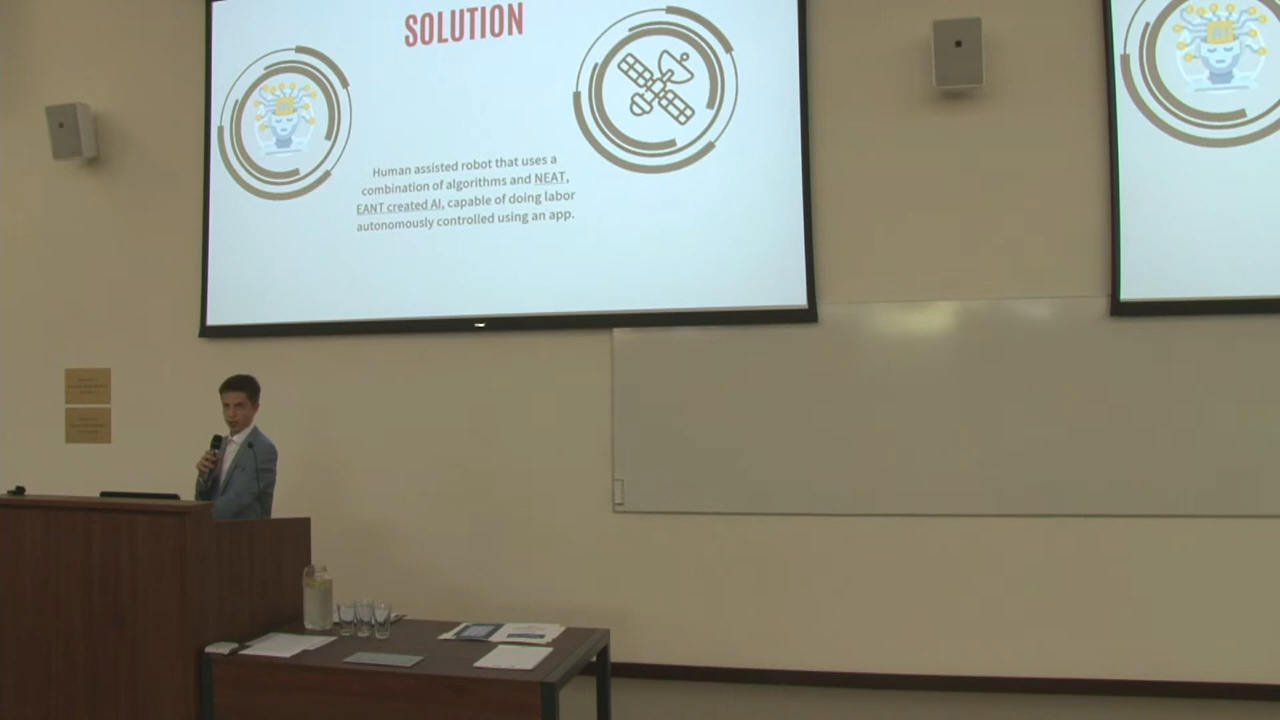 SOLUTION
Human assisted robot that uses a
combination of algorithms and NEAT,
EANT created AI, capable of doing labor
autonomously controlled using an app.